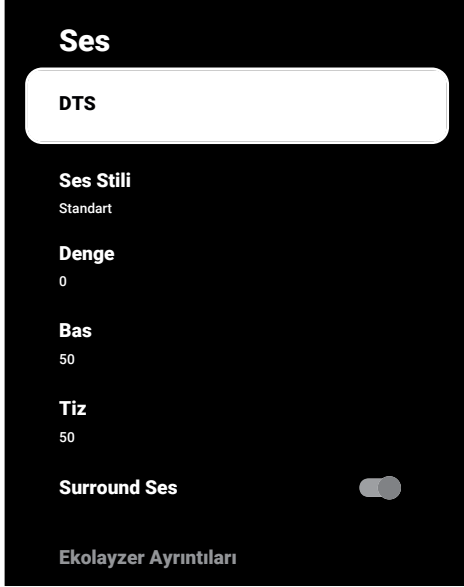 Ses
DTS
Ses Stili
Standart
Denge
0
Bas
50
Tiz
50
Surround Ses
Ekolayzer Ayrıntıları